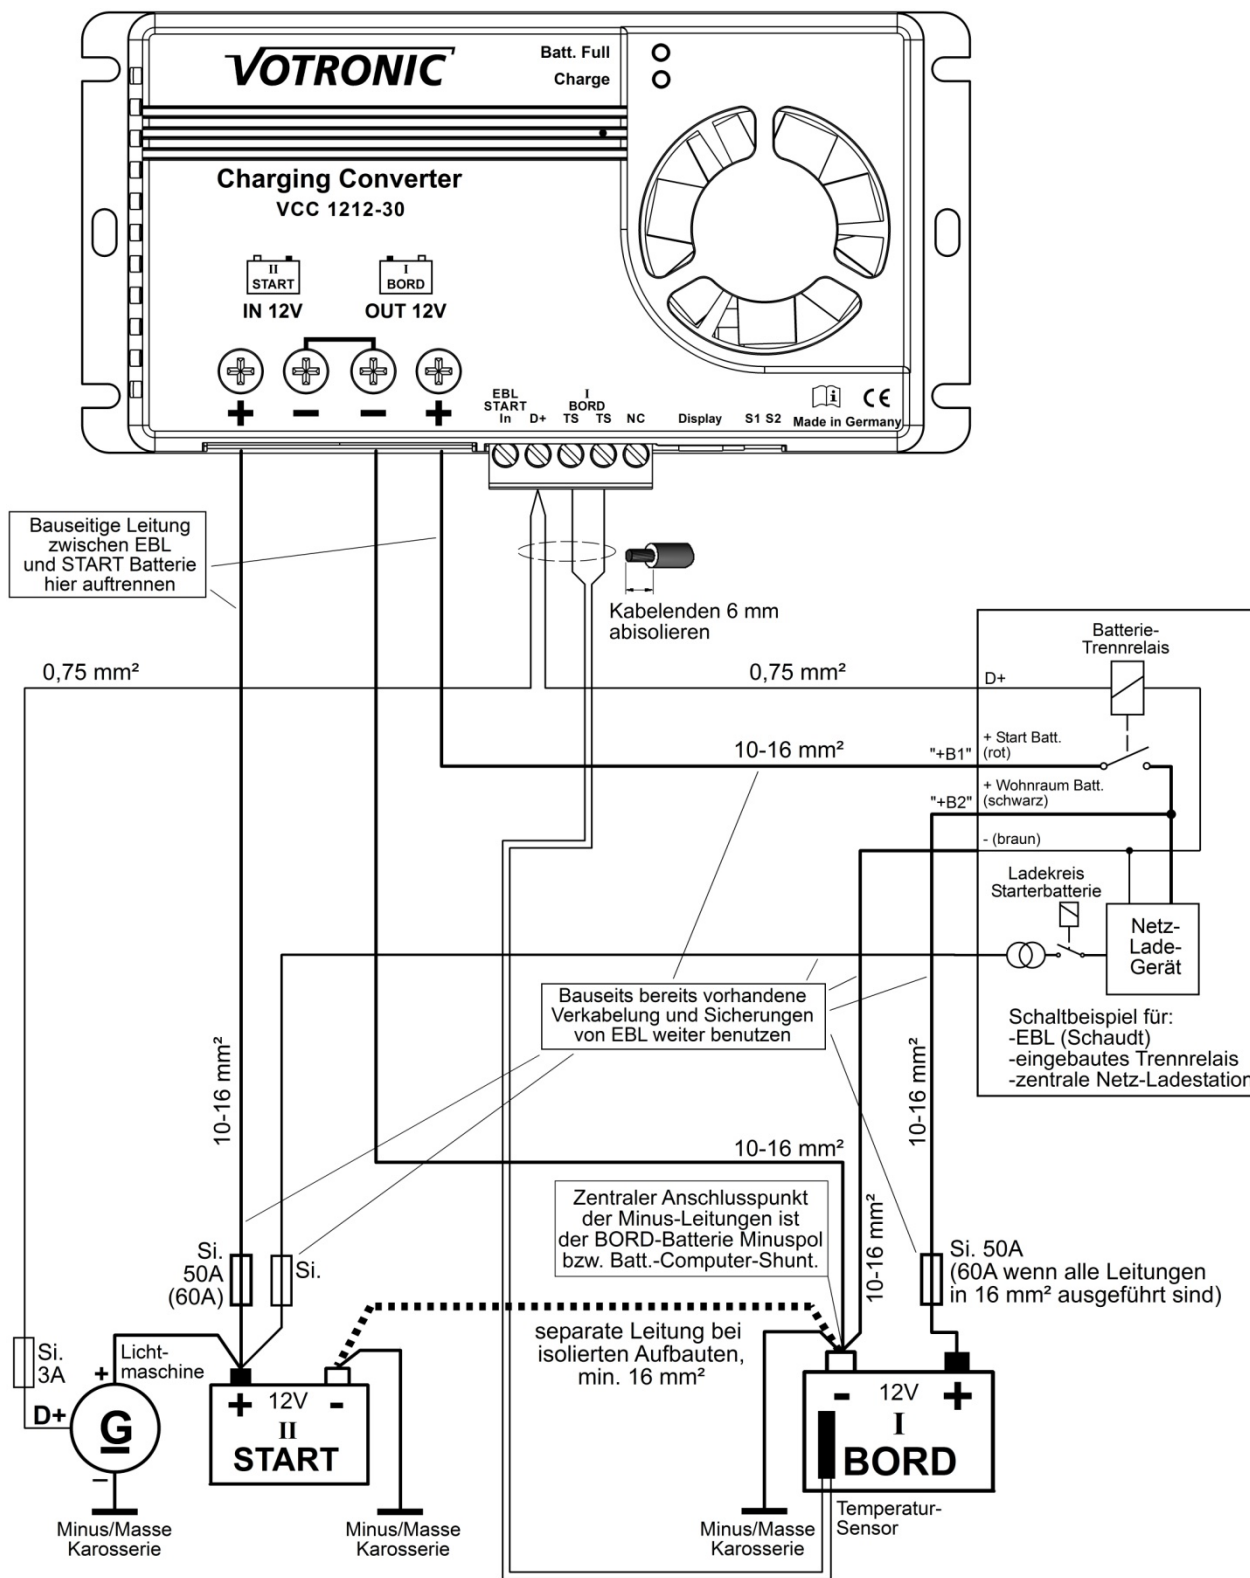 VOTRONIC
Batt. Full
Charge
Charging Converter
VCC 1212-30
II
START
I
BORD
IN 12V
OUT 12V
+ − − +
EBL
START
In
D+
I
BORD
TS TS
NC
Display
S1 S2
i
CE
Made in Germany
Bauseitige Leitung
zwischen EBL
und START Batterie
hier auftrennen
Kabelenden 6 mm
abisolieren
0,75 mm²
0,75 mm²
Batterie-
Trennrelais
D+
10-16 mm²
"+B1"
+ Start Batt.
(rot)
"+B2"
+ Wohnraum Batt.
(schwarz)
- (braun)
Ladekreis
Starterbatterie
Netz-
Lade-
Gerät
Bauseits bereits vorhandene
Verkabelung und Sicherungen
von EBL weiter benutzen
Schaltbeispiel für:
-EBL (Schaudt)
-eingebautes Trennrelais
-zentrale Netz-Ladestation
10-16 mm²
10-16 mm²
10-16 mm²
10-16 mm²
Zentraler Anschlusspunkt
der Minus-Leitungen ist
der BORD-Batterie Minuspol
bzw. Batt.-Computer-Shunt.
Si.
50A
(60A)
Si.
Si. 50A
(60A wenn alle Leitungen
in 16 mm² ausgeführt sind)
separate Leitung bei
isolierten Aufbauten,
min. 16 mm²
Si.
3A
+
Licht-
maschine
D+
G
−
+ 12V -
II
START
- 12V +
I
BORD
Minus/Masse
Karosserie
Minus/Masse
Karosserie
Minus/Masse
Karosserie
Temperatur-
Sensor